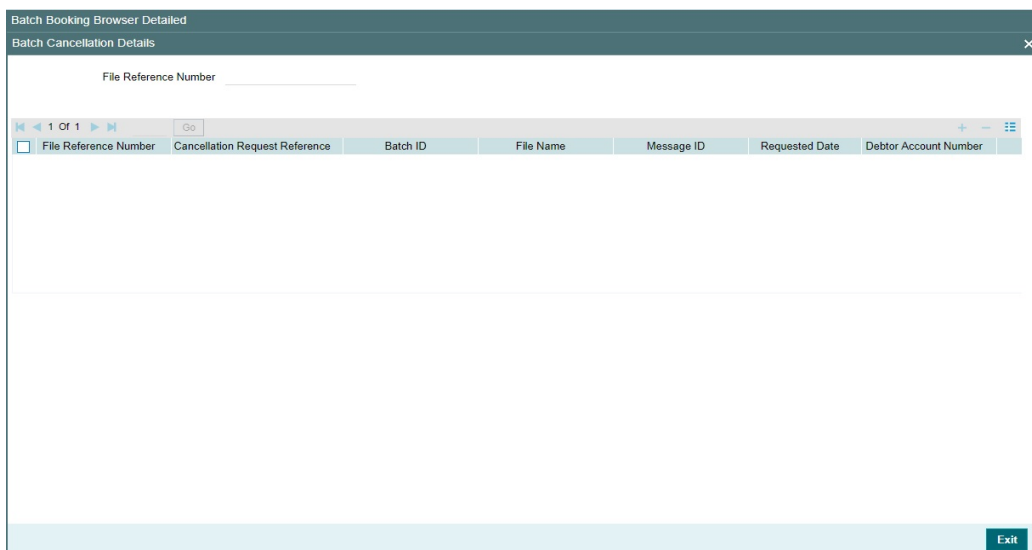 Batch Booking Browser Detailed
Batch Cancellation Details
File Reference Number
1 Of 1 Go
File Reference Number Cancellation Request Reference Batch ID File Name Message ID Requested Date Debtor Account Number
Exit